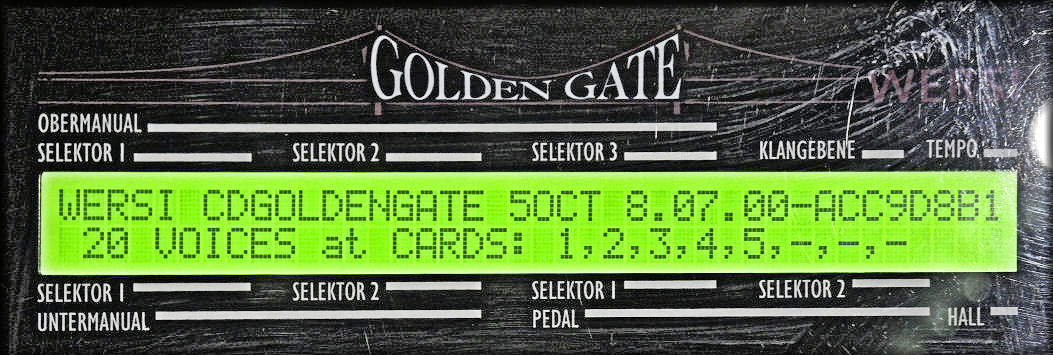 GOLDEN GATE
WERSI
OBERMANUAL
SELEKTOR 1 SELEKTOR 2 SELEKTOR 3 KLANGEBENE TEMPO
WERSI CDGOLDENGATE 5OCT 8.07.00-ACC9D8B1
20 VOICES at CARDS: 1,2,3,4,5,-,-,-
SELEKTOR 1 SELEKTOR 2 SELEKTOR 1 SELEKTOR 2
UNTERMANUAL PEDAL HALL